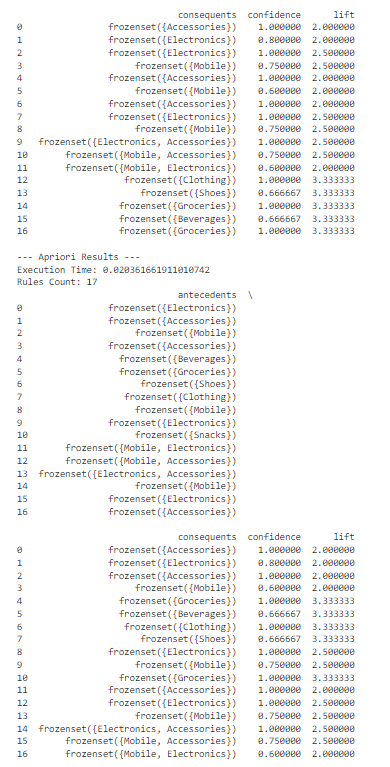 consequents confidence lift
0 frozenset({Accessories}) 1.000000 2.000000
1 frozenset({Electronics}) 0.800000 2.000000
2 frozenset({Electronics}) 1.000000 2.500000
3 frozenset({Mobile}) 0.750000 2.500000
4 frozenset({Accessories}) 1.000000 2.000000
5 frozenset({Mobile}) 0.600000 2.000000
6 frozenset({Accessories}) 1.000000 2.000000
7 frozenset({Electronics}) 1.000000 2.500000
8 frozenset({Mobile}) 0.750000 2.500000
9 frozenset({Electronics, Accessories}) 1.000000 2.500000
10 frozenset({Mobile, Accessories}) 0.750000 2.500000
11 frozenset({Mobile, Electronics}) 0.600000 2.000000
12 frozenset({Clothing}) 1.000000 3.333333
13 frozenset({Shoes}) 0.666667 3.333333
14 frozenset({Groceries}) 1.000000 3.333333
15 frozenset({Beverages}) 0.666667 3.333333
16 frozenset({Groceries}) 1.000000 3.333333
--- Apriori Results ---
Execution Time: 0.020361661911010742
Rules Count: 17
antecedents \
0 frozenset({Electronics})
1 frozenset({Accessories})
2 frozenset({Mobile})
3 frozenset({Accessories})
4 frozenset({Beverages})
5 frozenset({Groceries})
6 frozenset({Shoes})
7 frozenset({Clothing})
8 frozenset({Mobile})
9 frozenset({Electronics})
10 frozenset({Snacks})
11 frozenset({Mobile, Electronics})
12 frozenset({Mobile, Accessories})
13 frozenset({Electronics, Accessories})
14 frozenset({Mobile})
15 frozenset({Electronics})
16 frozenset({Accessories})
consequents confidence lift
0 frozenset({Accessories}) 1.000000 2.000000
1 frozenset({Electronics}) 0.800000 2.000000
2 frozenset({Accessories}) 1.000000 2.000000
3 frozenset({Mobile}) 0.600000 2.000000
4 frozenset({Groceries}) 1.000000 3.333333
5 frozenset({Beverages}) 0.666667 3.333333
6 frozenset({Clothing}) 1.000000 3.333333
7 frozenset({Shoes}) 0.666667 3.333333
8 frozenset({Electronics}) 1.000000 2.500000
9 frozenset({Mobile}) 0.750000 2.500000
10 frozenset({Groceries}) 1.000000 3.333333
11 frozenset({Accessories}) 1.000000 2.000000
12 frozenset({Electronics}) 1.000000 2.500000
13 frozenset({Mobile}) 0.750000 2.500000
14 frozenset({Electronics, Accessories}) 1.000000 2.500000
15 frozenset({Mobile, Accessories}) 0.750000 2.500000
16 frozenset({Mobile, Electronics}) 0.600000 2.000000